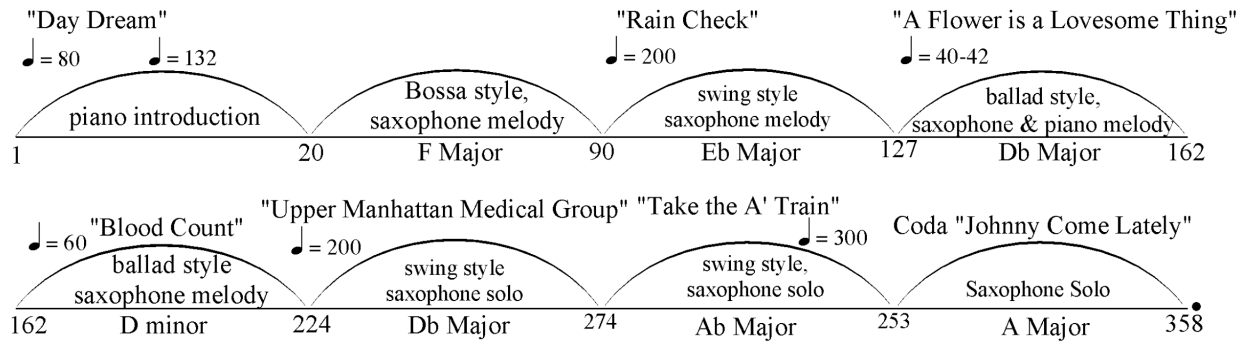 "Day Dream" "Rain Check" "A Flower is a Lovesome Thing"
♩ = 80 ♩ = 132 ♩ = 200 ♩ = 40-42
piano introduction
Bossa style,
saxophone melody
swing style
saxophone melody
ballad style,
saxophone & piano melody
1 20 F Major 90 Eb Major 127 Db Major 162
"Blood Count" "Upper Manhattan Medical Group" "Take the A' Train" Coda "Johnny Come Lately"
♩ = 60 ♩ = 200 ♩ = 300
ballad style
saxophone melody
swing style
saxophone solo
swing style,
saxophone solo
Saxophone Solo
162 D minor 224 Db Major 274 Ab Major 253 A Major 358